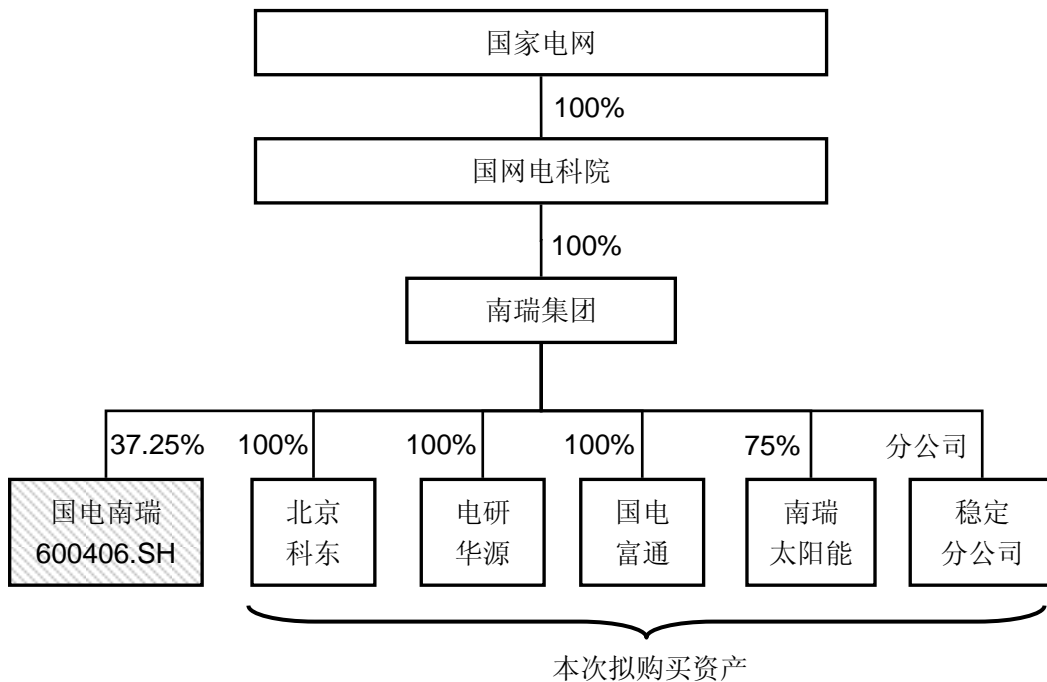 国家电网
100%
国网电科院
100%
南瑞集团
37.25%
100%
100%
100%
75%
分公司
国电南瑞
600406.SH
北京
科东
电研
华源
国电
富通
南瑞
太阳能
稳定
分公司
本次拟购买资产